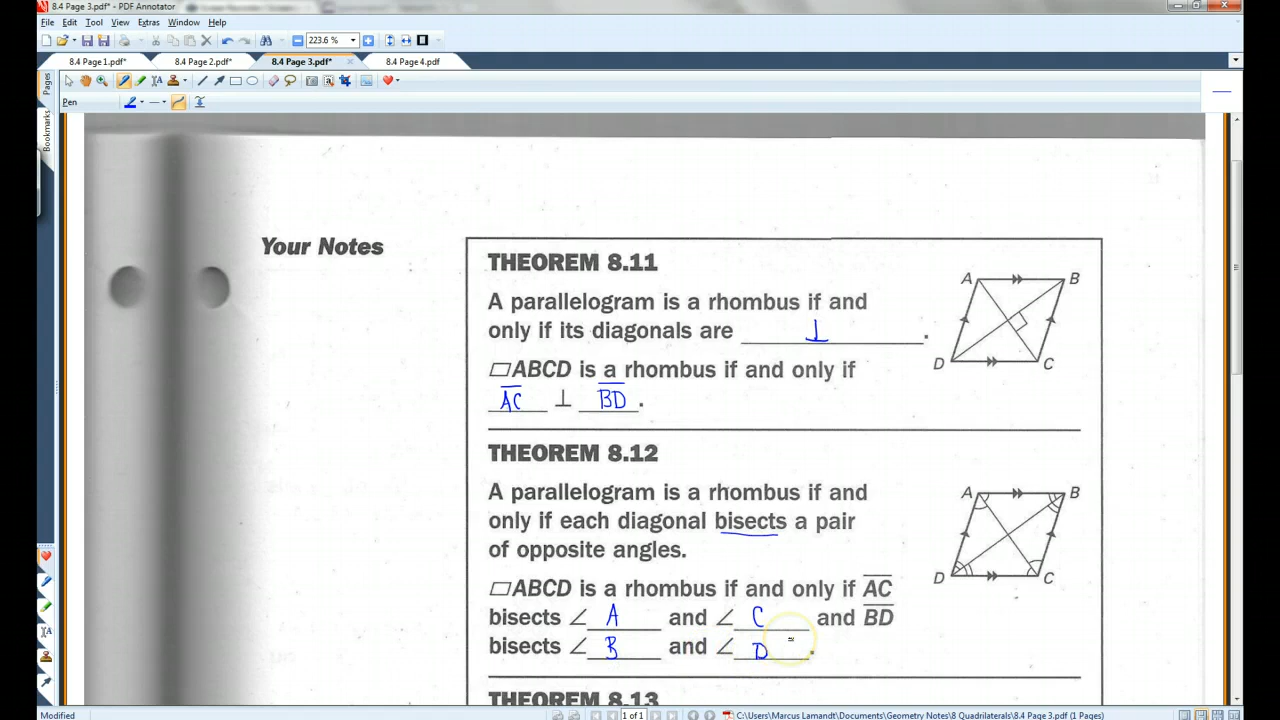 8.4 Page 3.pdf* - PDF Annotator
File Edit Tool View Extras Window Help
223.6 %
8.4 Page 1.pdf* 8.4 Page 2.pdf* 8.4 Page 3.pdf* 8.4 Page 4.pdf
Pen
Pages
Bookmarks
Your Notes
THEOREM 8.11
A parallelogram is a rhombus if and
only if its diagonals are ⊥ .
▱ABCD is a rhombus if and only if
A̅C̅ ⊥ B̅D̅ .
A B
D C
THEOREM 8.12
A parallelogram is a rhombus if and
only if each diagonal bisects a pair
of opposite angles.
▱ABCD is a rhombus if and only if A̅C̅
bisects ∠ A and ∠ C and B̅D̅
bisects ∠ B and ∠ D .
A B
D C
THEOREM 8.13
Modified 1 of 1 C:\Users\Marcus Lamandt\Documents\Geometry Notes\8 Quadrilaterals\8.4 Page 3.pdf (1 Pages)